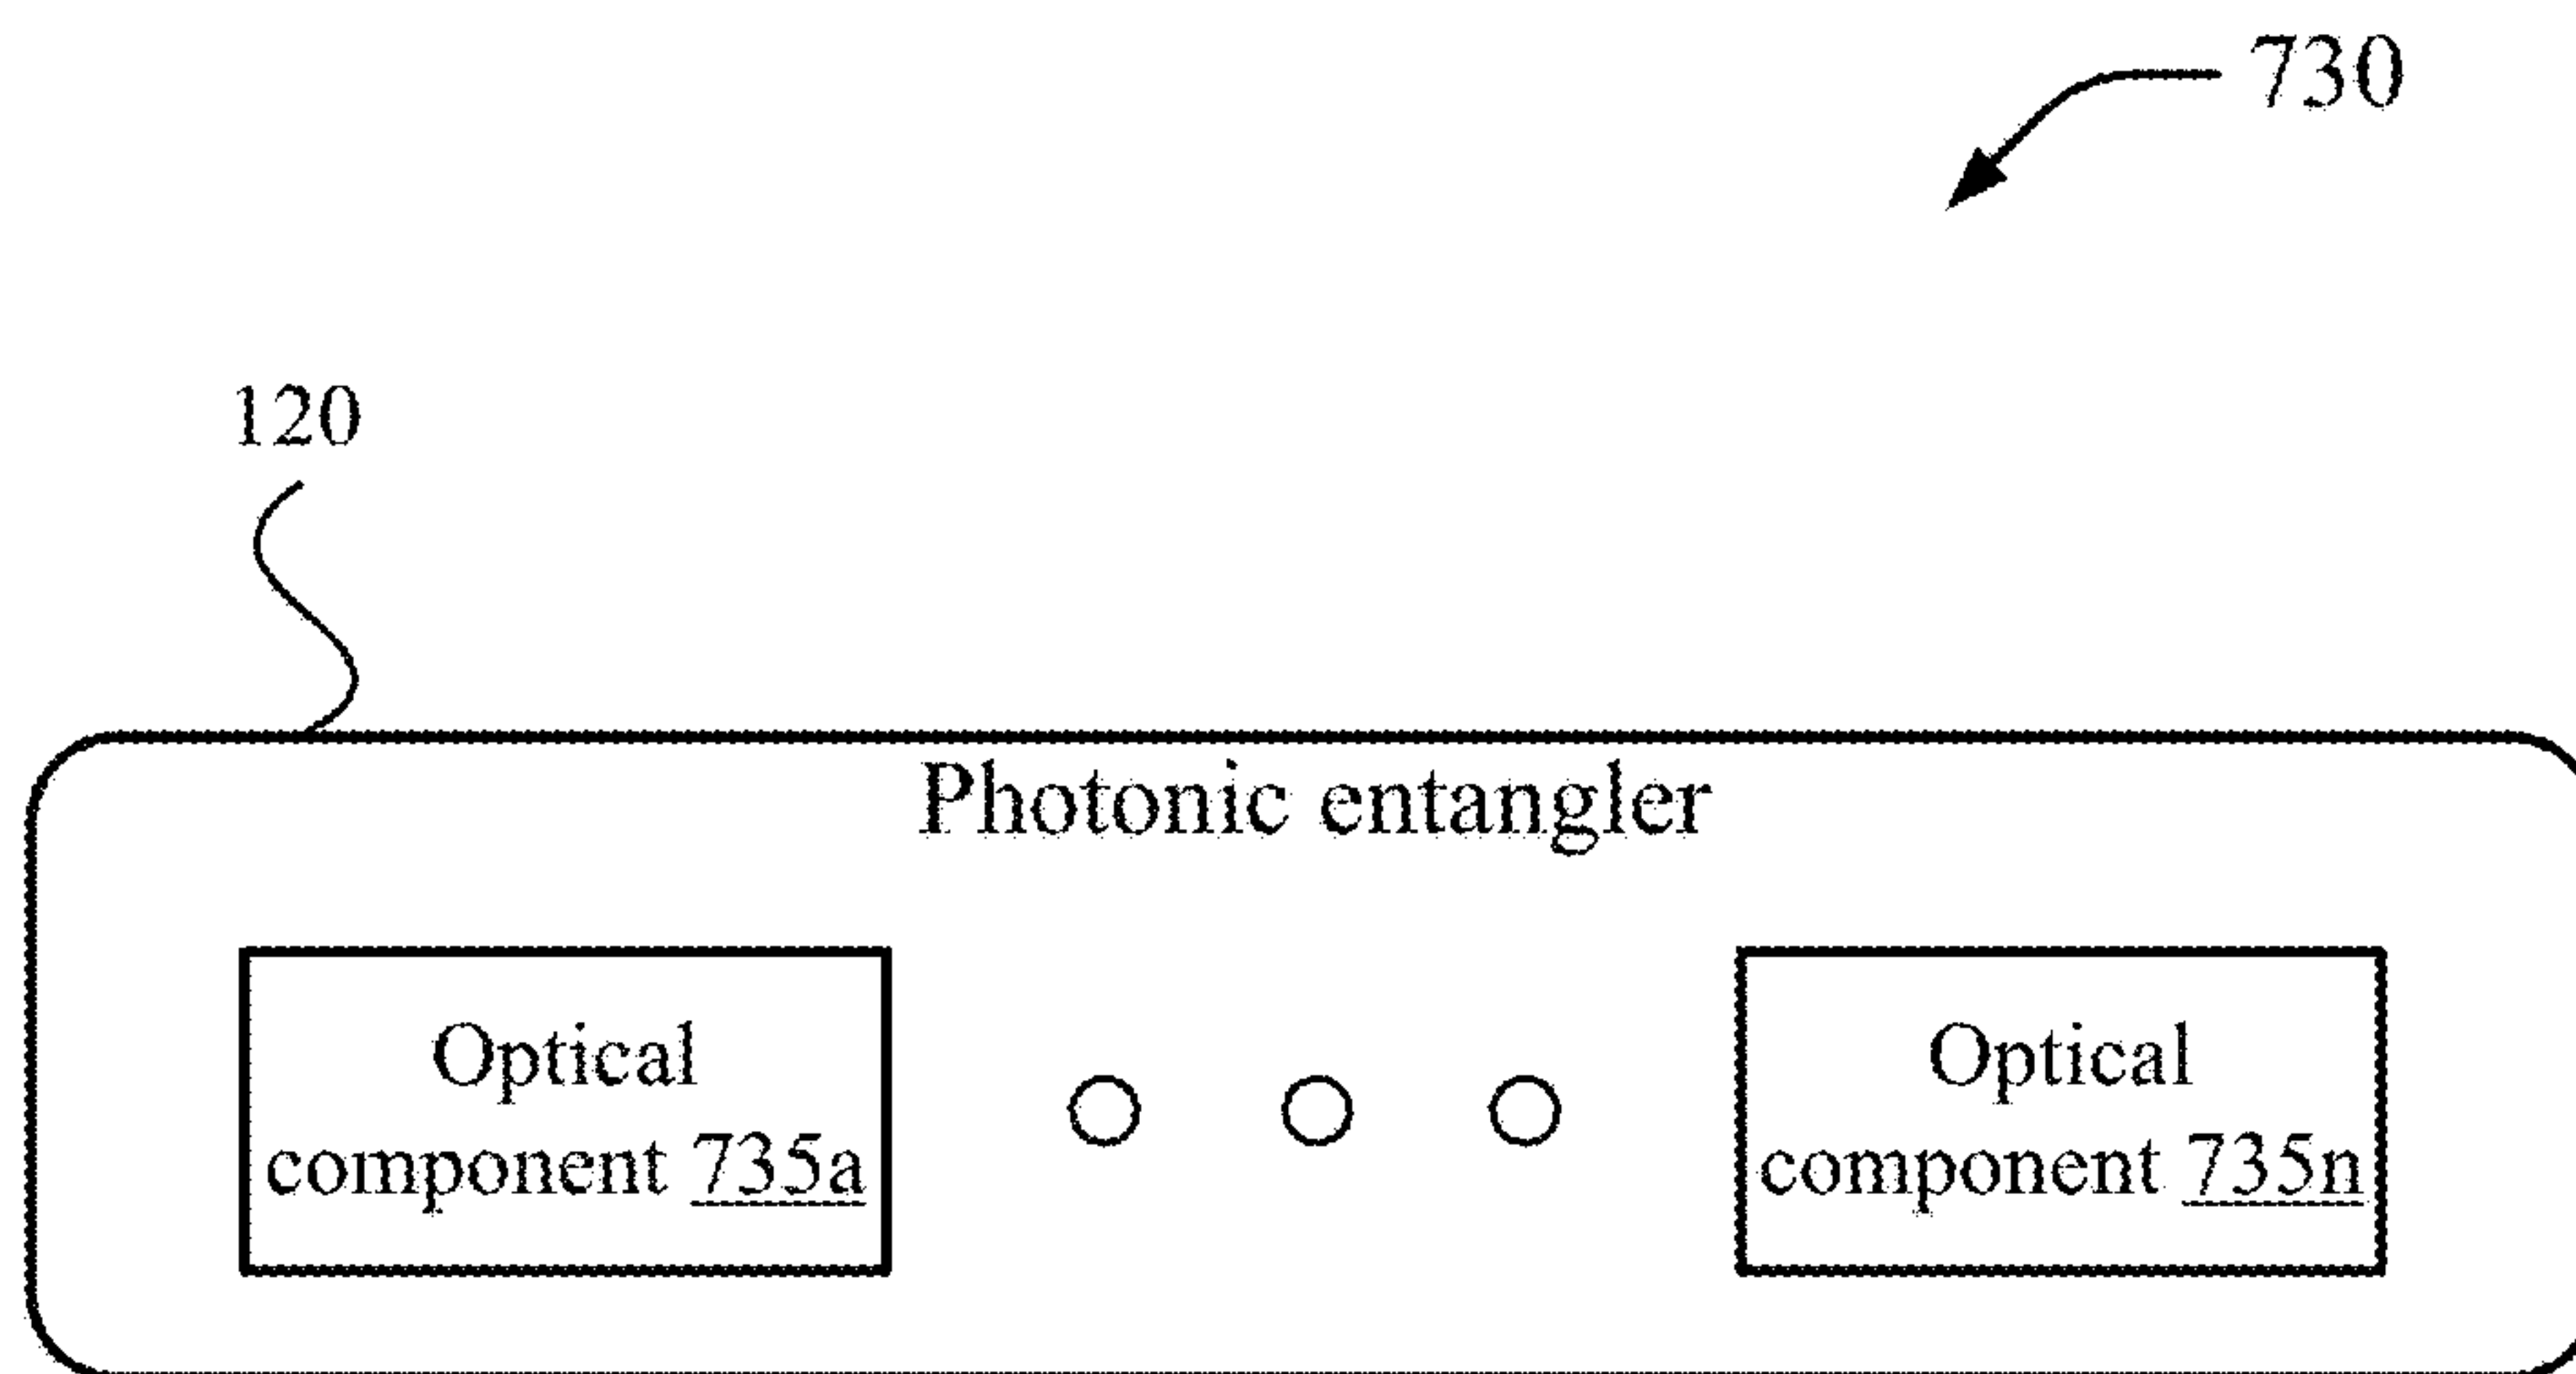 730
120
Photonic entangler
Optical
component 735a
Optical
component 735n